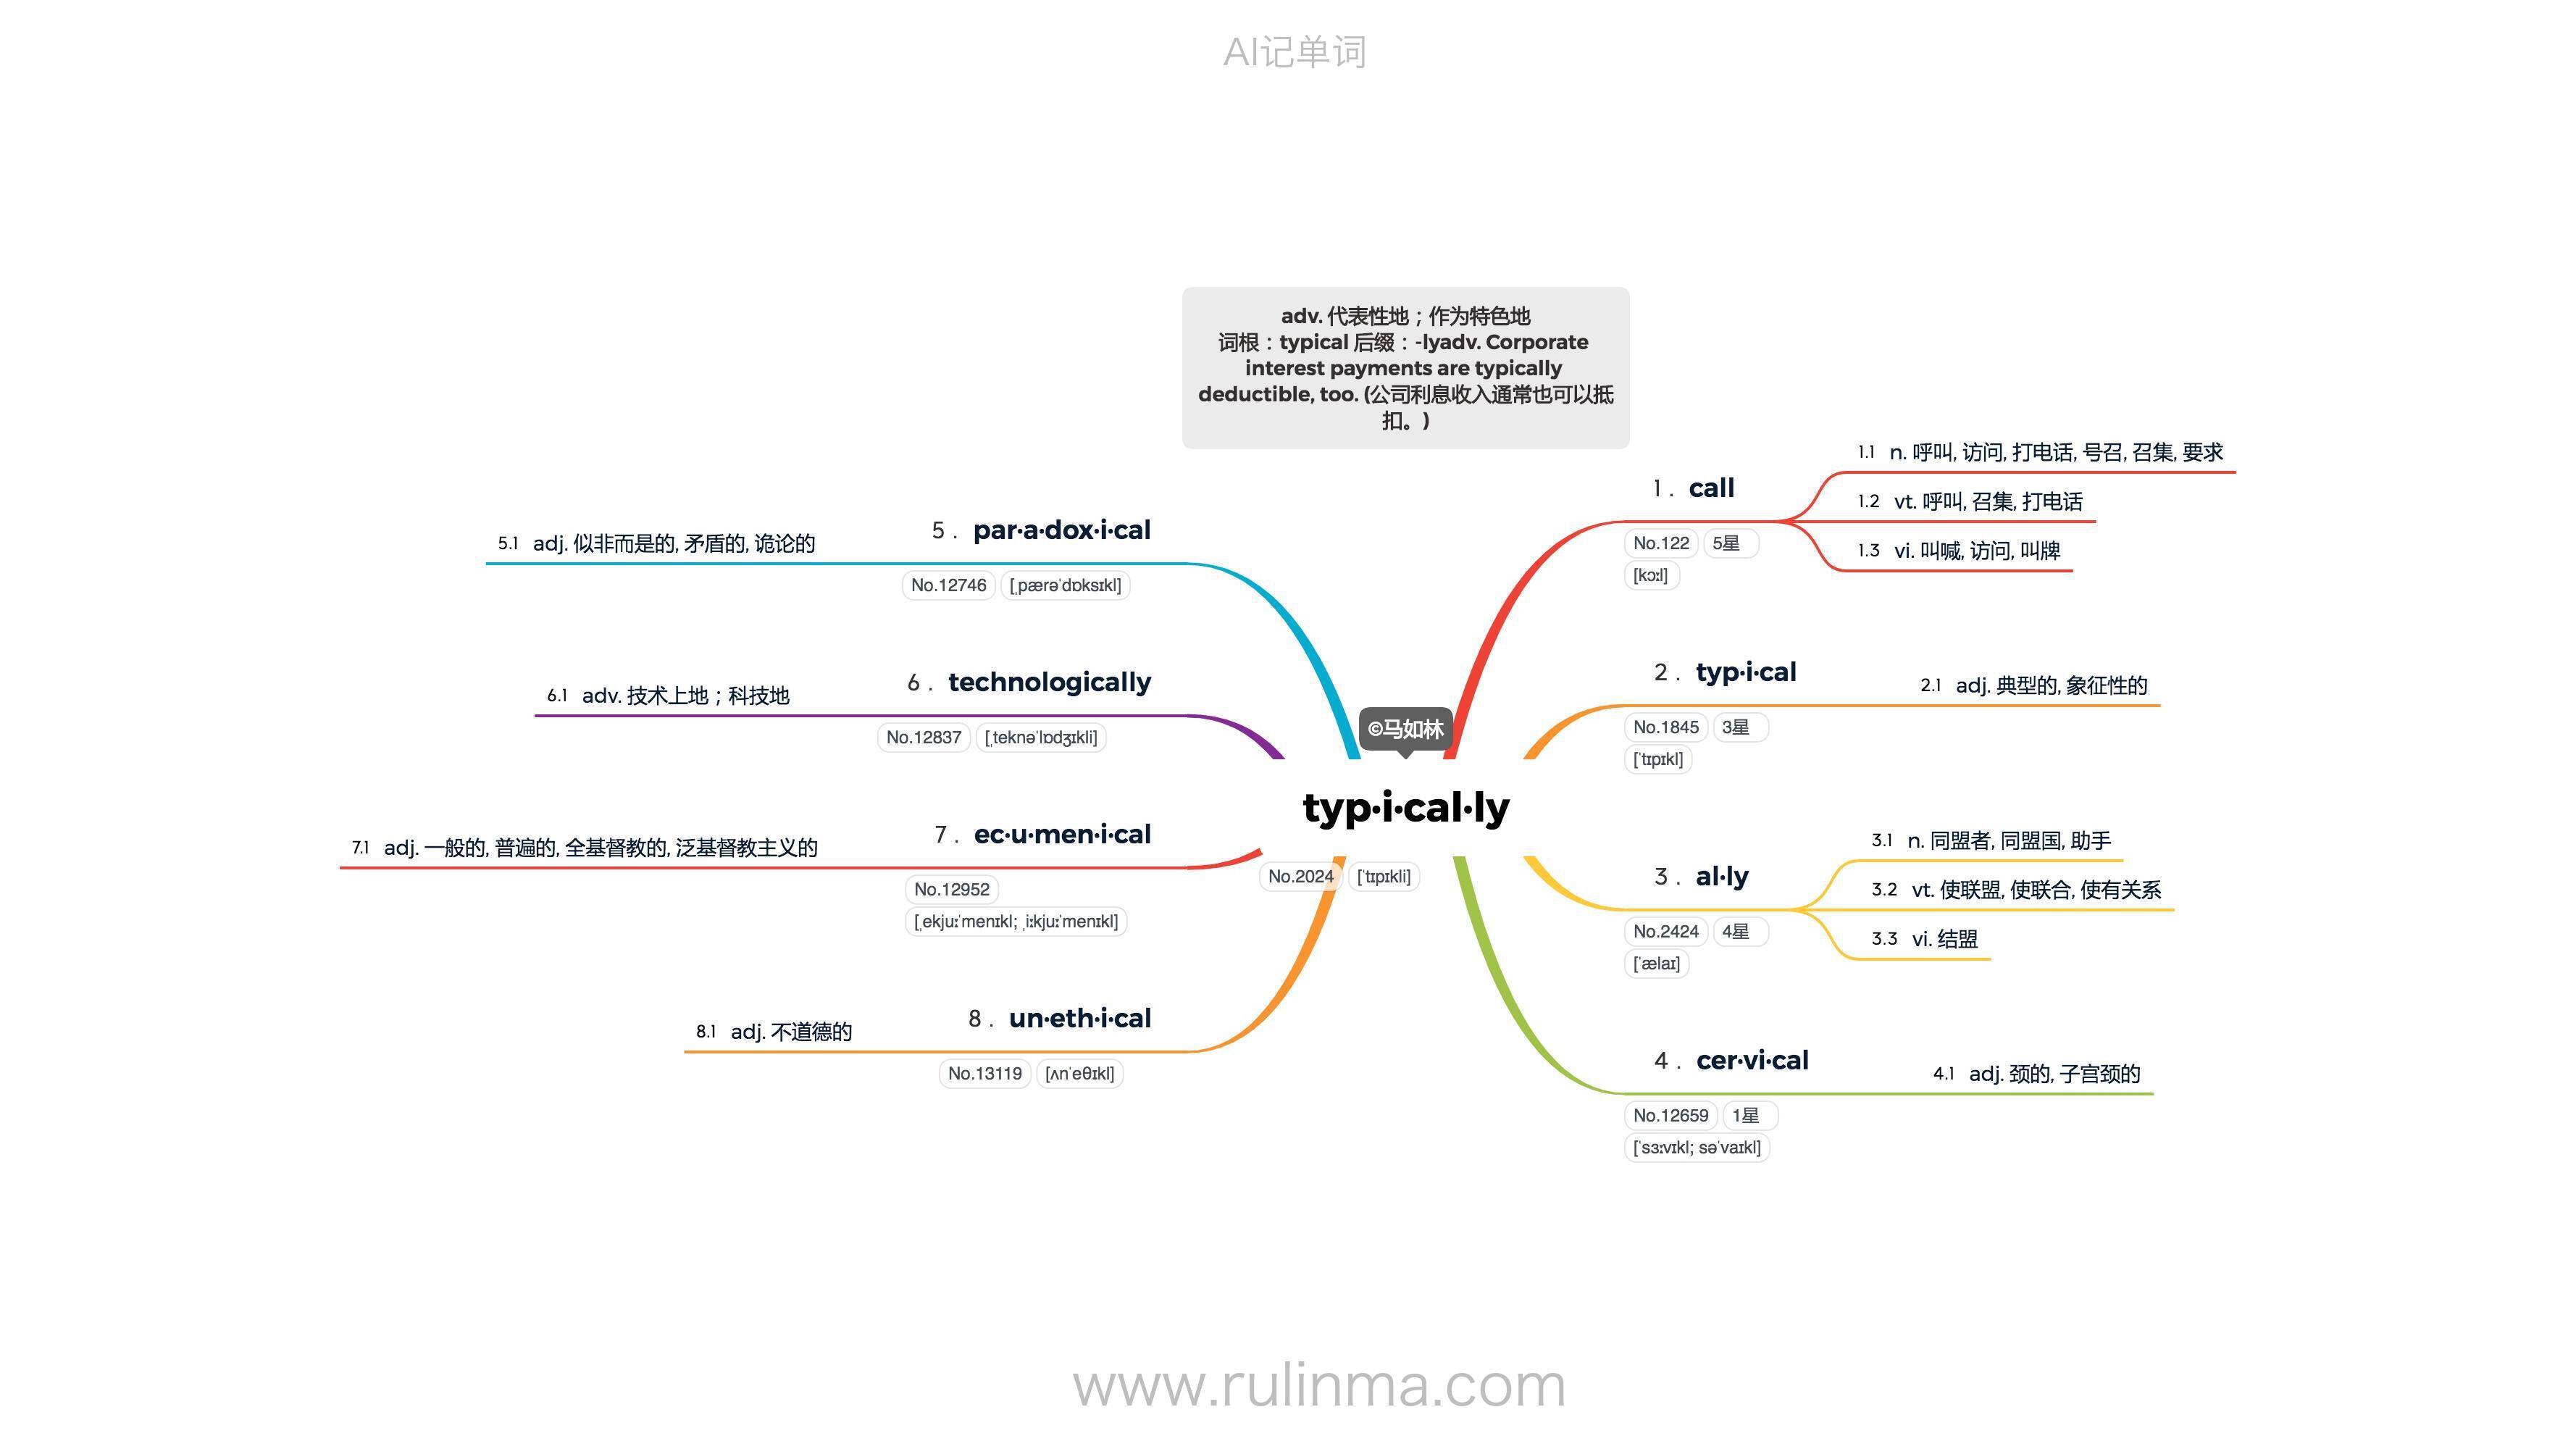 AI记单词
adv. 代表性地；作为特色地
词根：typical 后缀：-lyadv. Corporate
interest payments are typically
deductible, too. (公司利息收入通常也可以抵
扣。)
©马如林
typ·i·cal·ly
No.2024 [ˈtɪpɪkli]
1 . call
No.122 5星
[kɔːl]
1.1 n. 呼叫, 访问, 打电话, 号召, 召集, 要求
1.2 vt. 呼叫, 召集, 打电话
1.3 vi. 叫喊, 访问, 叫牌
2 . typ·i·cal
No.1845 3星
[ˈtɪpɪkl]
2.1 adj. 典型的, 象征性的
3 . al·ly
No.2424 4星
[ˈælaɪ]
3.1 n. 同盟者, 同盟国, 助手
3.2 vt. 使联盟, 使联合, 使有关系
3.3 vi. 结盟
4 . cer·vi·cal
No.12659 1星
[ˈsɜːvɪkl; səˈvaɪkl]
4.1 adj. 颈的, 子宫颈的
5 . par·a·dox·i·cal
No.12746 [ˌpærəˈdɒksɪkl]
5.1 adj. 似非而是的, 矛盾的, 诡论的
6 . technologically
No.12837 [ˌteknəˈlɒdʒɪkli]
6.1 adv. 技术上地；科技地
7 . ec·u·men·i·cal
No.12952
[ˌekjuːˈmenɪkl; ˌiːkjuːˈmenɪkl]
7.1 adj. 一般的, 普遍的, 全基督教的, 泛基督教主义的
8 . un·eth·i·cal
No.13119 [ʌnˈeθɪkl]
8.1 adj. 不道德的
www.rulinma.com